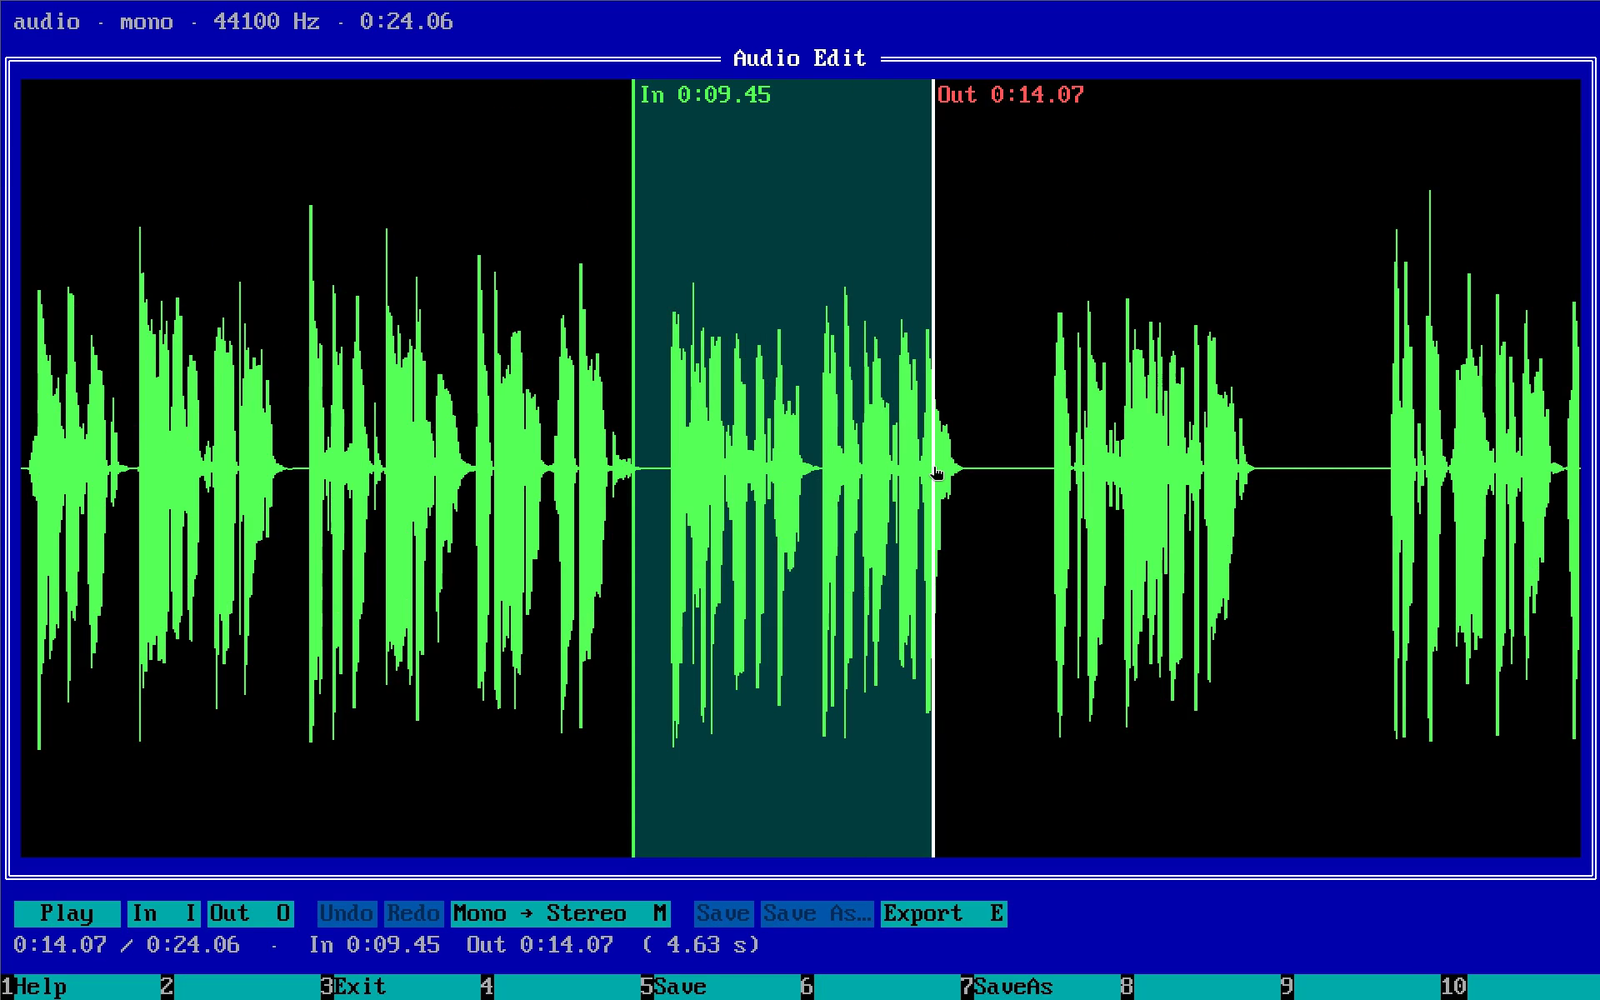 audio · mono · 44100 Hz · 0:24.06
Audio Edit
In 0:09.45 Out 0:14.07
Play In I Out O Undo Redo Mono → Stereo M Save Save As… Export E
0:14.07 / 0:24.06 · In 0:09.45 Out 0:14.07 ( 4.63 s)
1Help 2 3Exit 4 5Save 6 7SaveAs 8 9 10